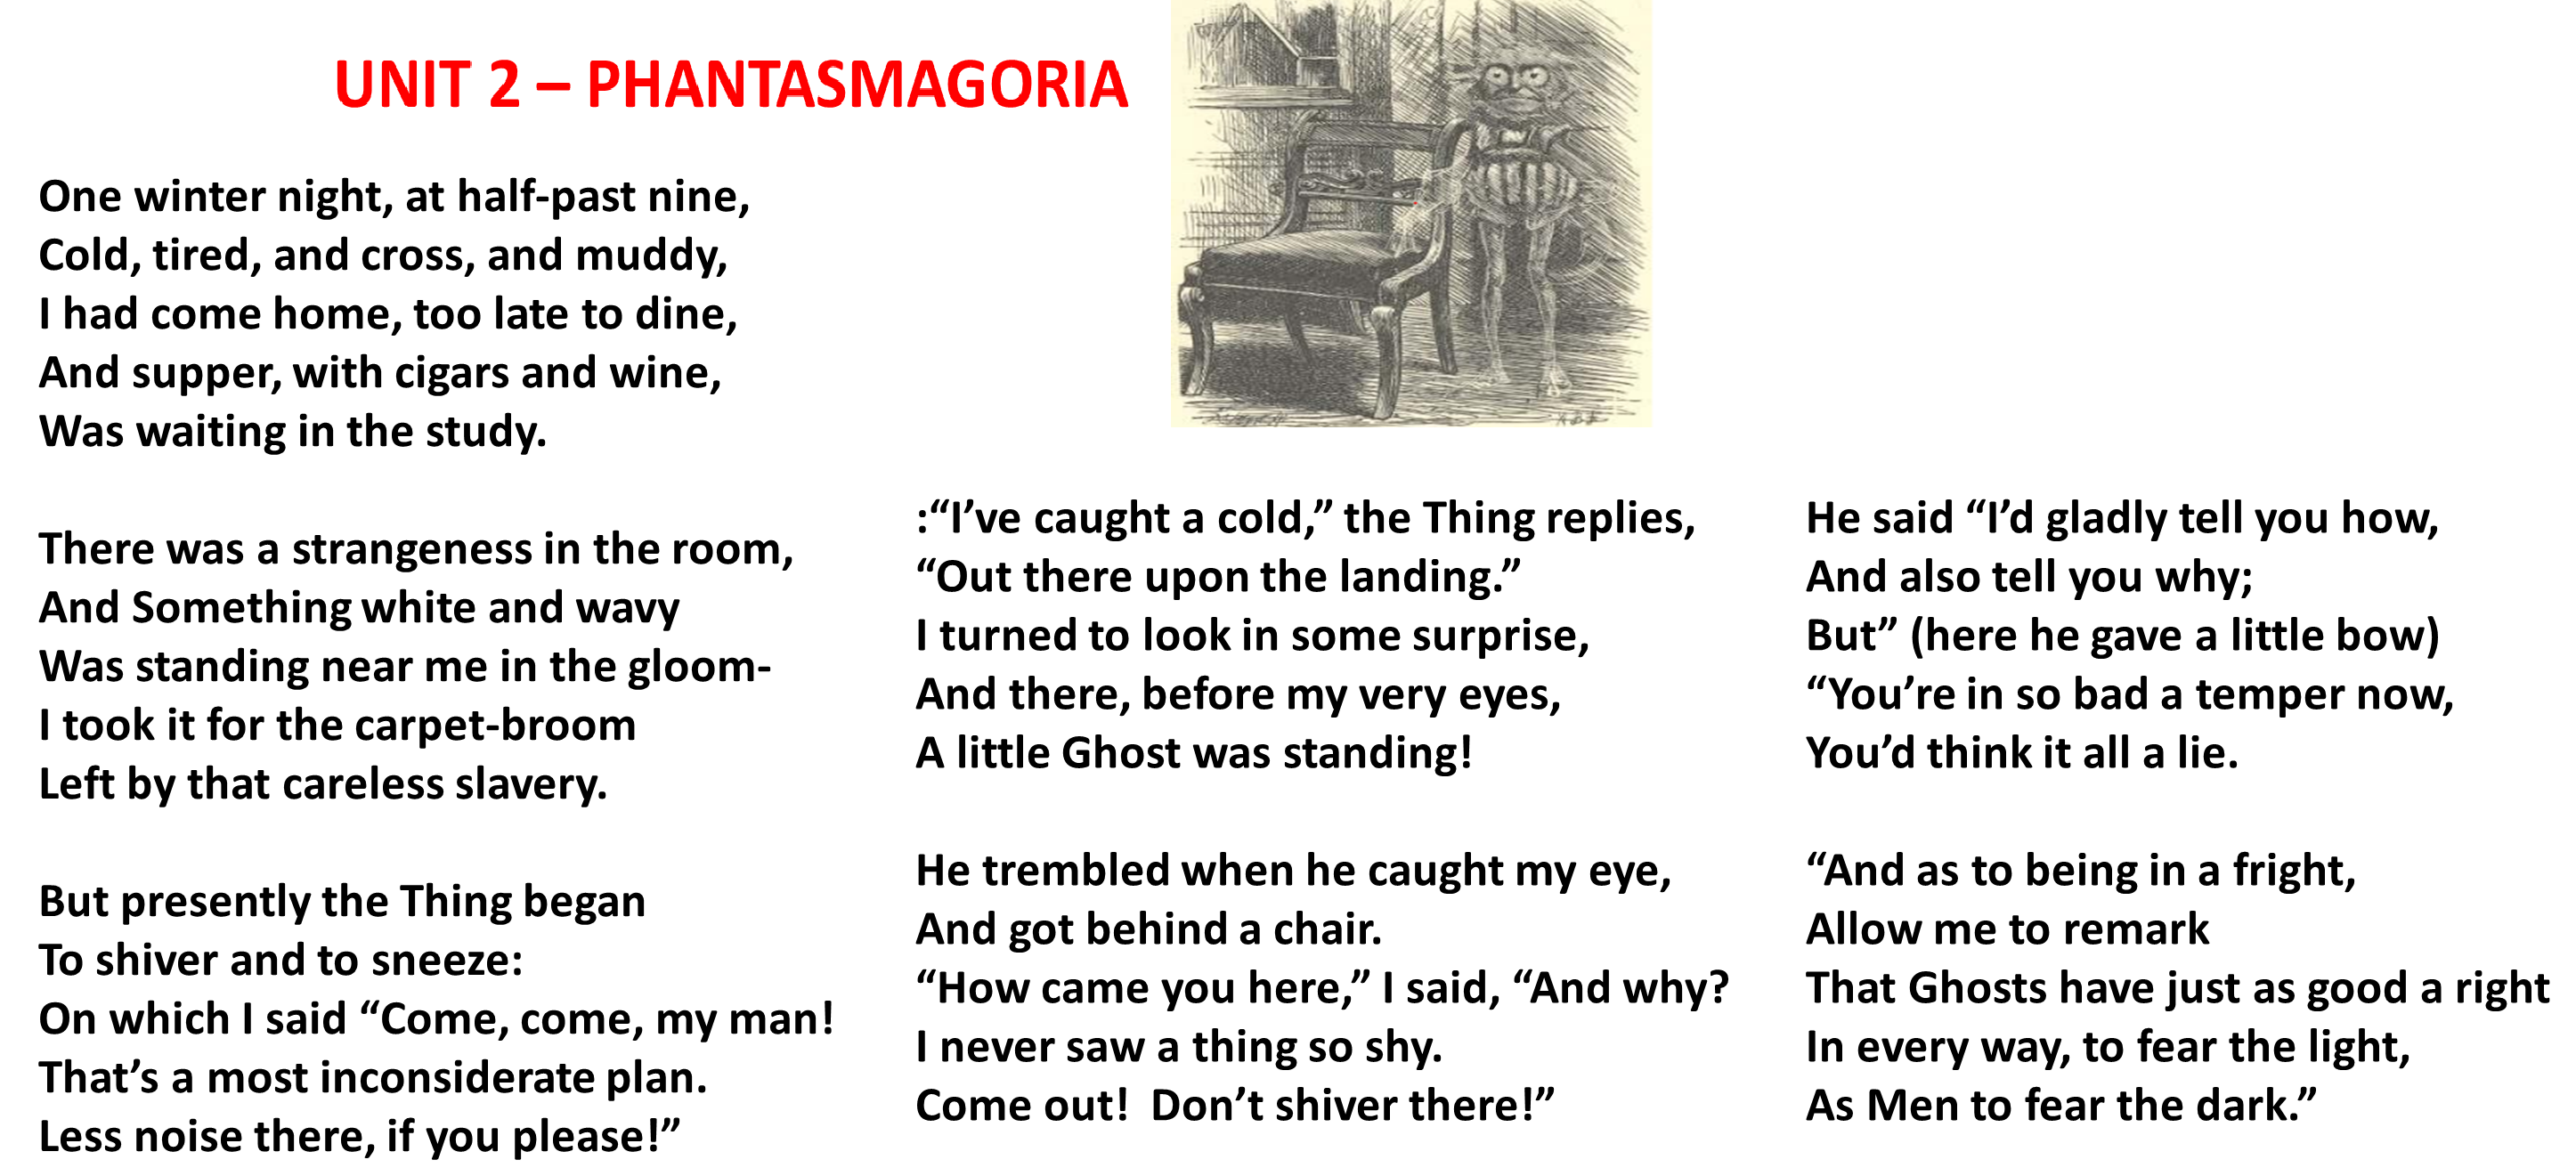 UNIT 2 – PHANTASMAGORIA
One winter night, at half-past nine,
Cold, tired, and cross, and muddy,
I had come home, too late to dine,
And supper, with cigars and wine,
Was waiting in the study.
There was a strangeness in the room,
And Something white and wavy
Was standing near me in the gloom-
I took it for the carpet-broom
Left by that careless slavery.
But presently the Thing began
To shiver and to sneeze:
On which I said “Come, come, my man!
That’s a most inconsiderate plan.
Less noise there, if you please!”
:“I’ve caught a cold,” the Thing replies,
“Out there upon the landing.”
I turned to look in some surprise,
And there, before my very eyes,
A little Ghost was standing!
He trembled when he caught my eye,
And got behind a chair.
“How came you here,” I said, “And why?
I never saw a thing so shy.
Come out!  Don’t shiver there!”
He said “I’d gladly tell you how,
And also tell you why;
But” (here he gave a little bow)
“You’re in so bad a temper now,
You’d think it all a lie.
“And as to being in a fright,
Allow me to remark
That Ghosts have just as good a right
In every way, to fear the light,
As Men to fear the dark.”